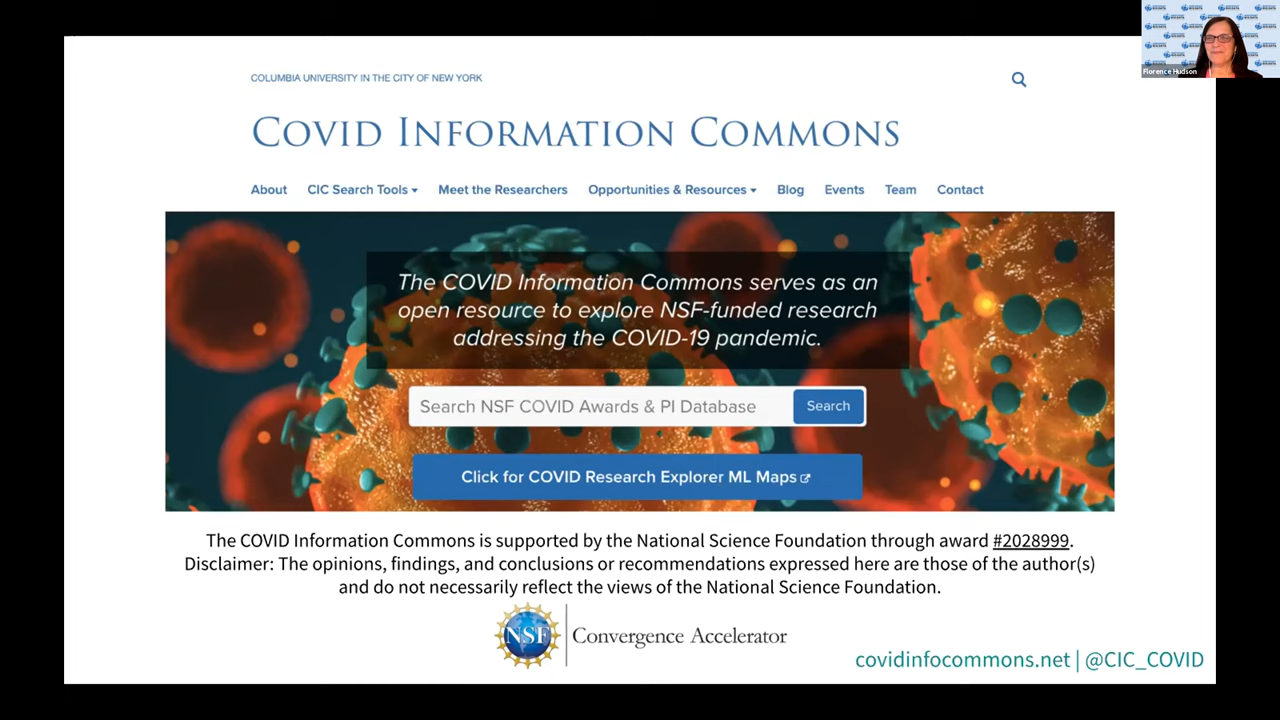 Florence Hudson
COLUMBIA UNIVERSITY IN THE CITY OF NEW YORK
COVID INFORMATION COMMONS
About CIC Search Tools Meet the Researchers Opportunities & Resources Blog Events Team Contact
The COVID Information Commons serves as an
open resource to explore NSF-funded research
addressing the COVID-19 pandemic.
Search NSF COVID Awards & PI Database Search
Click for COVID Research Explorer ML Maps
The COVID Information Commons is supported by the National Science Foundation through award #2028999.
Disclaimer: The opinions, findings, and conclusions or recommendations expressed here are those of the author(s)
and do not necessarily reflect the views of the National Science Foundation.
NSF Convergence Accelerator
covidinfocommons.net | @CIC_COVID